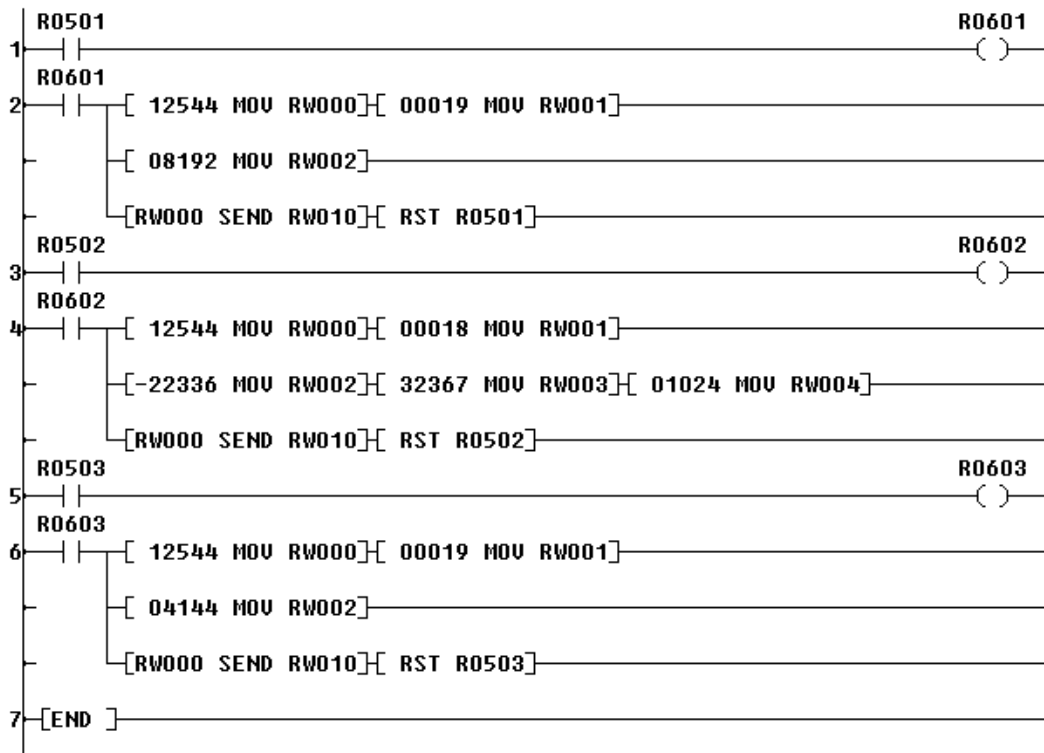 R0501 R0601
1
R0601
2 [ 12544 MOV RW000] [ 00019 MOV RW001]
[ 08192 MOV RW002]
[RW000 SEND RW010] [ RST R0501]
R0502 R0602
3
R0602
4 [ 12544 MOV RW000] [ 00018 MOV RW001]
[-22336 MOV RW002] [ 32367 MOV RW003] [ 01024 MOV RW004]
[RW000 SEND RW010] [ RST R0502]
R0503 R0603
5
R0603
6 [ 12544 MOV RW000] [ 00019 MOV RW001]
[ 04144 MOV RW002]
[RW000 SEND RW010] [ RST R0503]
7 [END ]